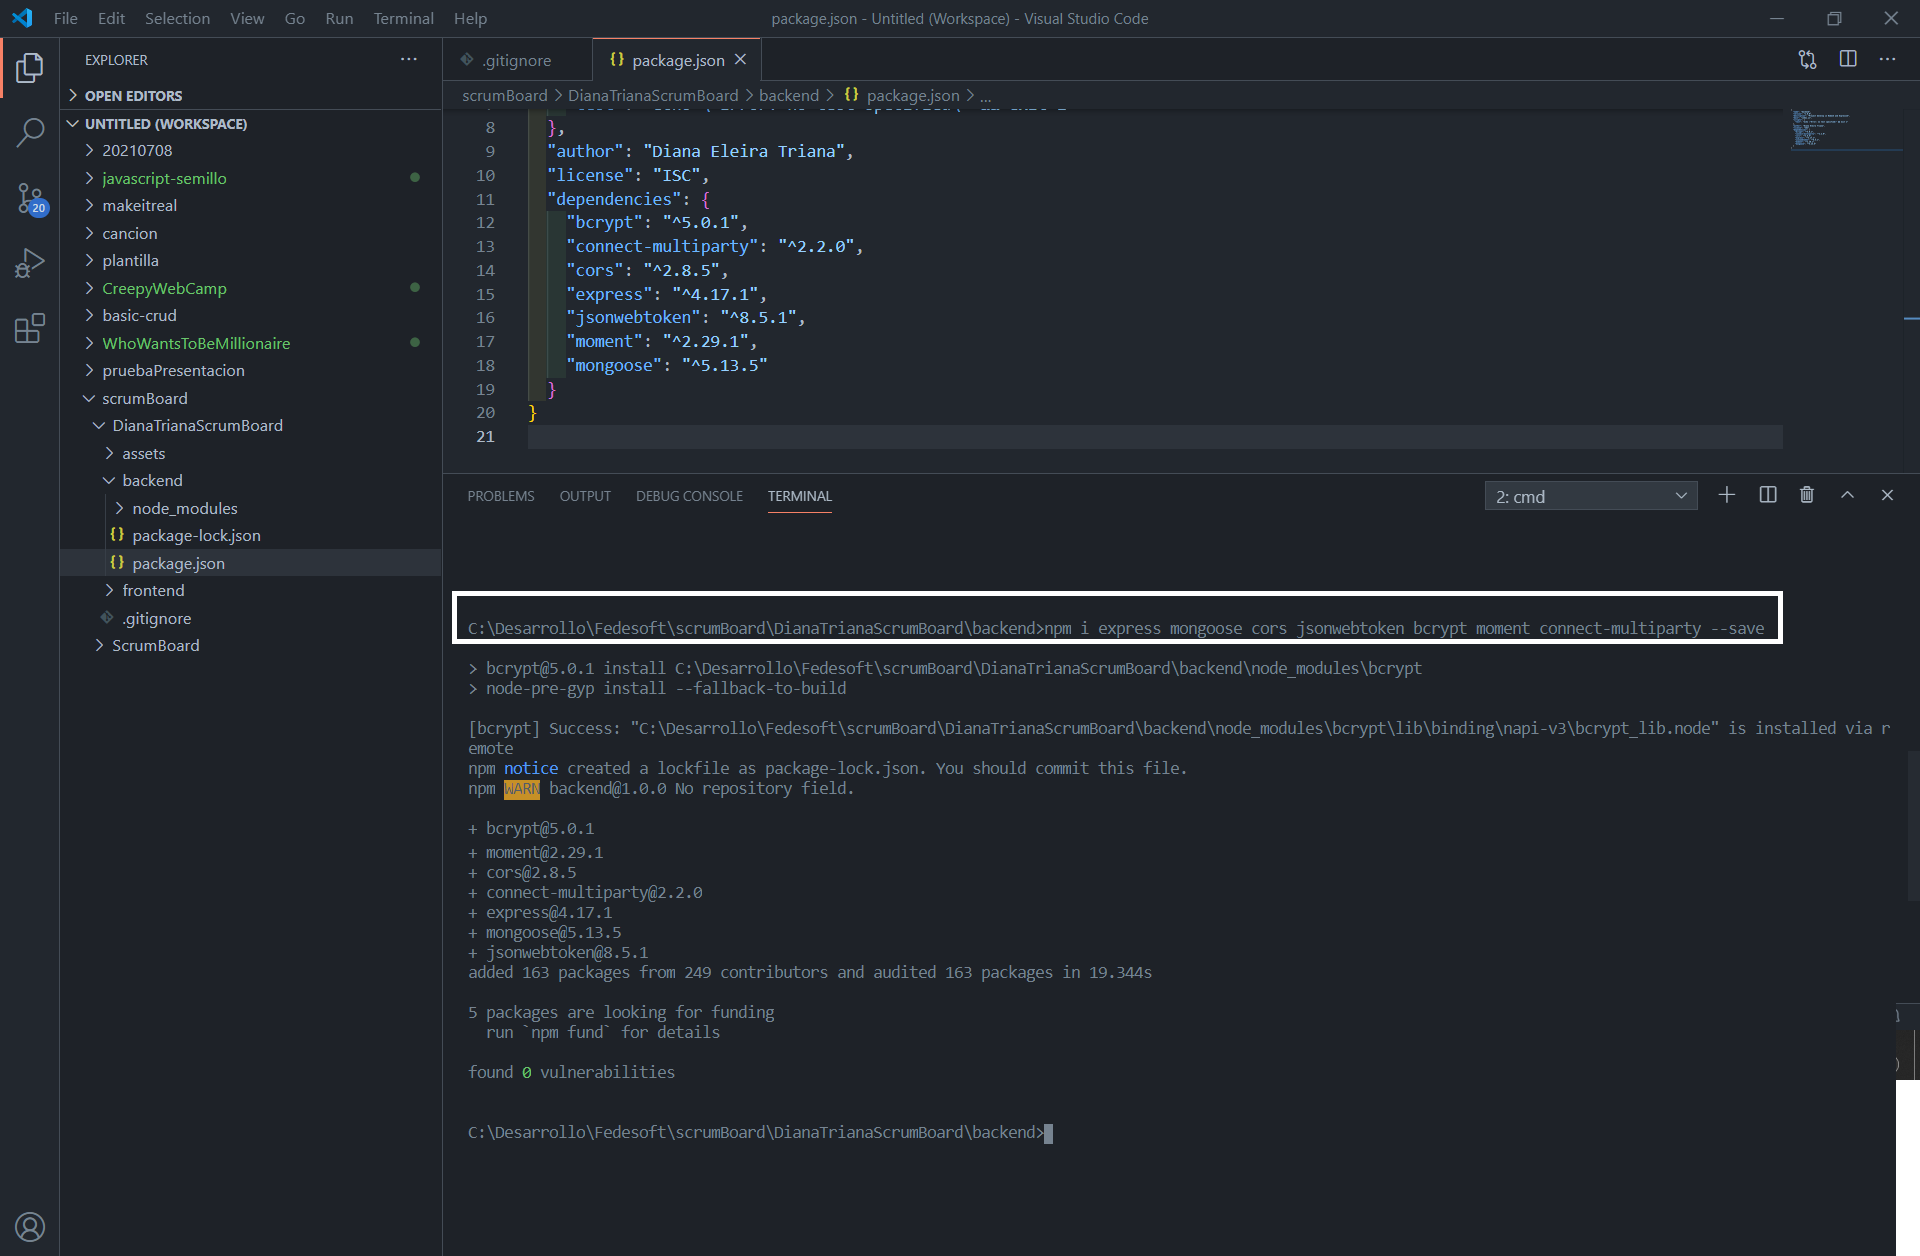 File Edit Selection View Go Run Terminal Help
package.json - Untitled (Workspace) - Visual Studio Code
EXPLORER
OPEN EDITORS
UNTITLED (WORKSPACE)
20210708
javascript-semillo
makeitreal
cancion
plantilla
CreepyWebCamp
basic-crud
WhoWantsToBeMillionaire
pruebaPresentacion
scrumBoard
DianaTrianaScrumBoard
assets
backend
node_modules
{} package-lock.json
{} package.json
frontend
.gitignore
ScrumBoard
20
.gitignore
{} package.json
scrumBoard > DianaTrianaScrumBoard > backend > {} package.json > ...
8 },
9 "author": "Diana Eleira Triana",
10 "license": "ISC",
11 "dependencies": {
12 "bcrypt": "^5.0.1",
13 "connect-multiparty": "^2.2.0",
14 "cors": "^2.8.5",
15 "express": "^4.17.1",
16 "jsonwebtoken": "^8.5.1",
17 "moment": "^2.29.1",
18 "mongoose": "^5.13.5"
19 }
20 }
21
PROBLEMS OUTPUT DEBUG CONSOLE TERMINAL
2: cmd
C:\Desarrollo\Fedesoft\scrumBoard\DianaTrianaScrumBoard\backend>npm i express mongoose cors jsonwebtoken bcrypt moment connect-multiparty --save
> bcrypt@5.0.1 install C:\Desarrollo\Fedesoft\scrumBoard\DianaTrianaScrumBoard\backend\node_modules\bcrypt
> node-pre-gyp install --fallback-to-build
[bcrypt] Success: "C:\Desarrollo\Fedesoft\scrumBoard\DianaTrianaScrumBoard\backend\node_modules\bcrypt\lib\binding\napi-v3\bcrypt_lib.node" is installed via r
emote
npm notice created a lockfile as package-lock.json. You should commit this file.
npm WARN backend@1.0.0 No repository field.
+ bcrypt@5.0.1
+ moment@2.29.1
+ cors@2.8.5
+ connect-multiparty@2.2.0
+ express@4.17.1
+ mongoose@5.13.5
+ jsonwebtoken@8.5.1
added 163 packages from 249 contributors and audited 163 packages in 19.344s
5 packages are looking for funding
run `npm fund` for details
found 0 vulnerabilities
C:\Desarrollo\Fedesoft\scrumBoard\DianaTrianaScrumBoard\backend>